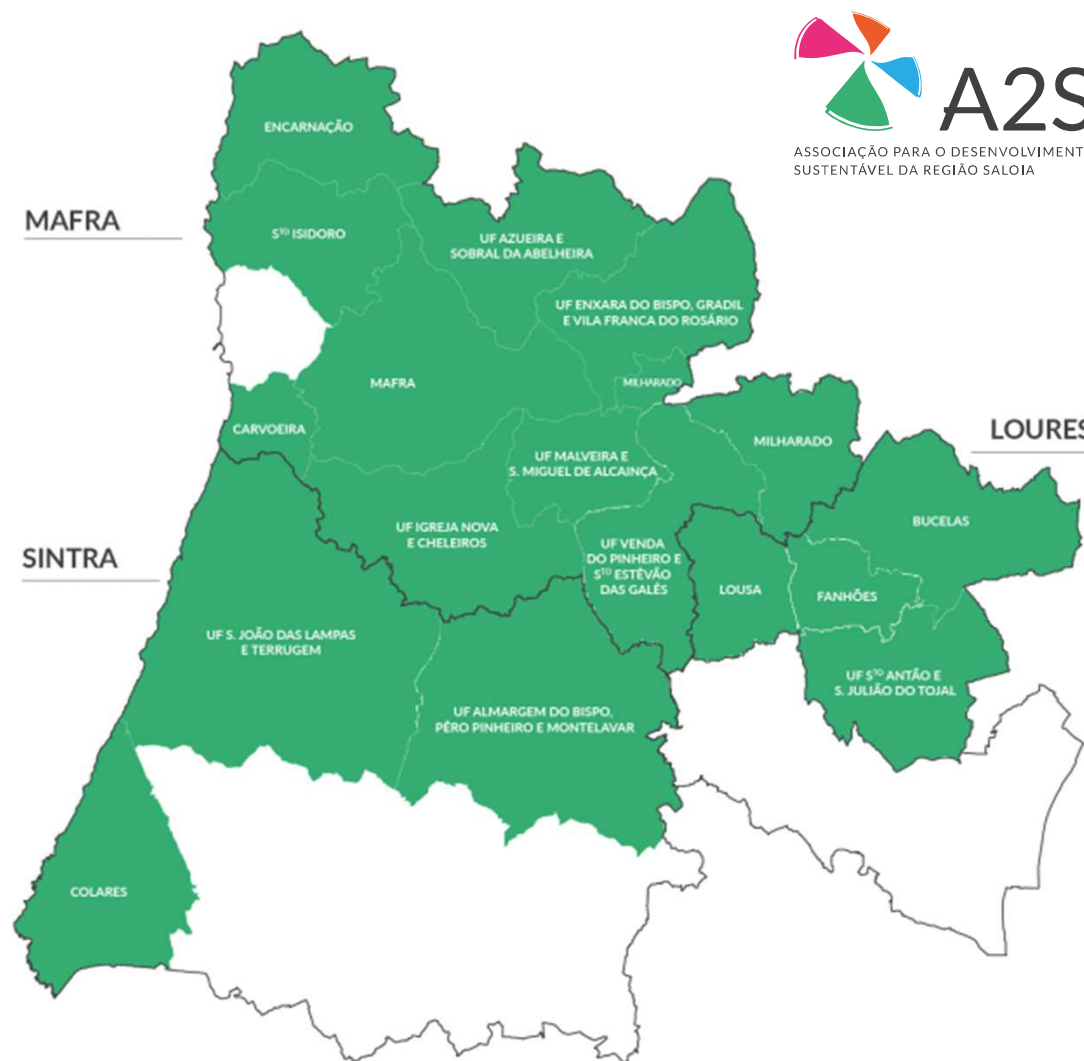 A2S
ASSOCIAÇÃO PARA O DESENVOLVIMENT
SUSTENTÁVEL DA REGIÃO SALOIA
MAFRA
ENCARNAÇÃO
STO ISIDORO
UF AZUEIRA E
SOBRAL DA ABELHEIRA
UF ENXARA DO BISPO, GRADIL
E VILA FRANCA DO ROSÁRIO
MAFRA
MILHARADO
CARVOEIRA
UF MALVEIRA E
S. MIGUEL DE ALCAINÇA
MILHARADO
LOURES
UF IGREJA NOVA
E CHELEIROS
BUCELAS
SINTRA
UF VENDA
DO PINHEIRO E
STO ESTÊVÃO
DAS GALÉS
LOUSA
FANHÕES
UF S. JOÃO DAS LAMPAS
E TERRUGEM
UF STO ANTÃO E
S. JULIÃO DO TOJAL
UF ALMARGEM DO BISPO,
PÊRO PINHEIRO E MONTELAVAR
COLARES